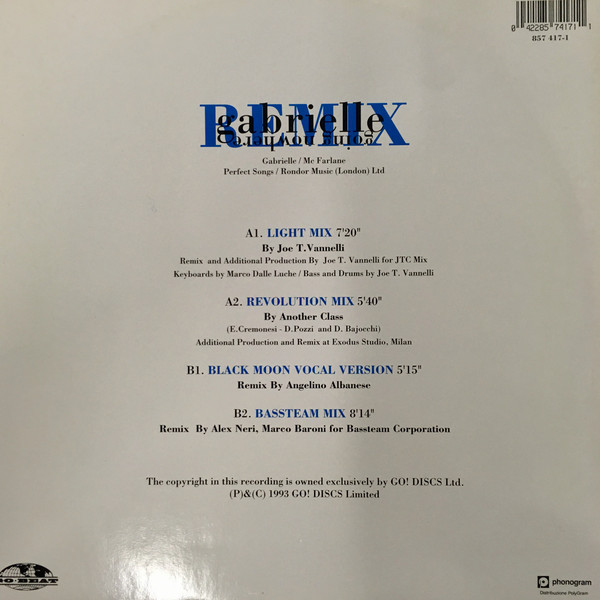 0 42285 74171 1
857 417-1
REMIX
gabrielle
going nowhere
Gabrielle / Mc Farlane
Perfect Songs / Rondor Music (London) Ltd
A1. LIGHT MIX 7'20"
By Joe T.Vannelli
Remix and Additional Production By Joe T. Vannelli for JTC Mix
Keyboards by Marco Dalle Luche / Bass and Drums by Joe T. Vannelli
A2. REVOLUTION MIX 5'40"
By Another Class
(E.Cremonesi - D.Pozzi and D. Bajocchi)
Additional Production and Remix at Exodus Studio, Milan
B1. BLACK MOON VOCAL VERSION 5'15"
Remix By Angelino Albanese
B2. BASSTEAM MIX 8'14"
Remix By Alex Neri, Marco Baroni for Bassteam Corporation
The copyright in this recording is owned exclusively by GO! DISCS Ltd.
(P)&(C) 1993 GO! DISCS Limited
GO·BEAT
phonogram
Distribuzione PolyGram